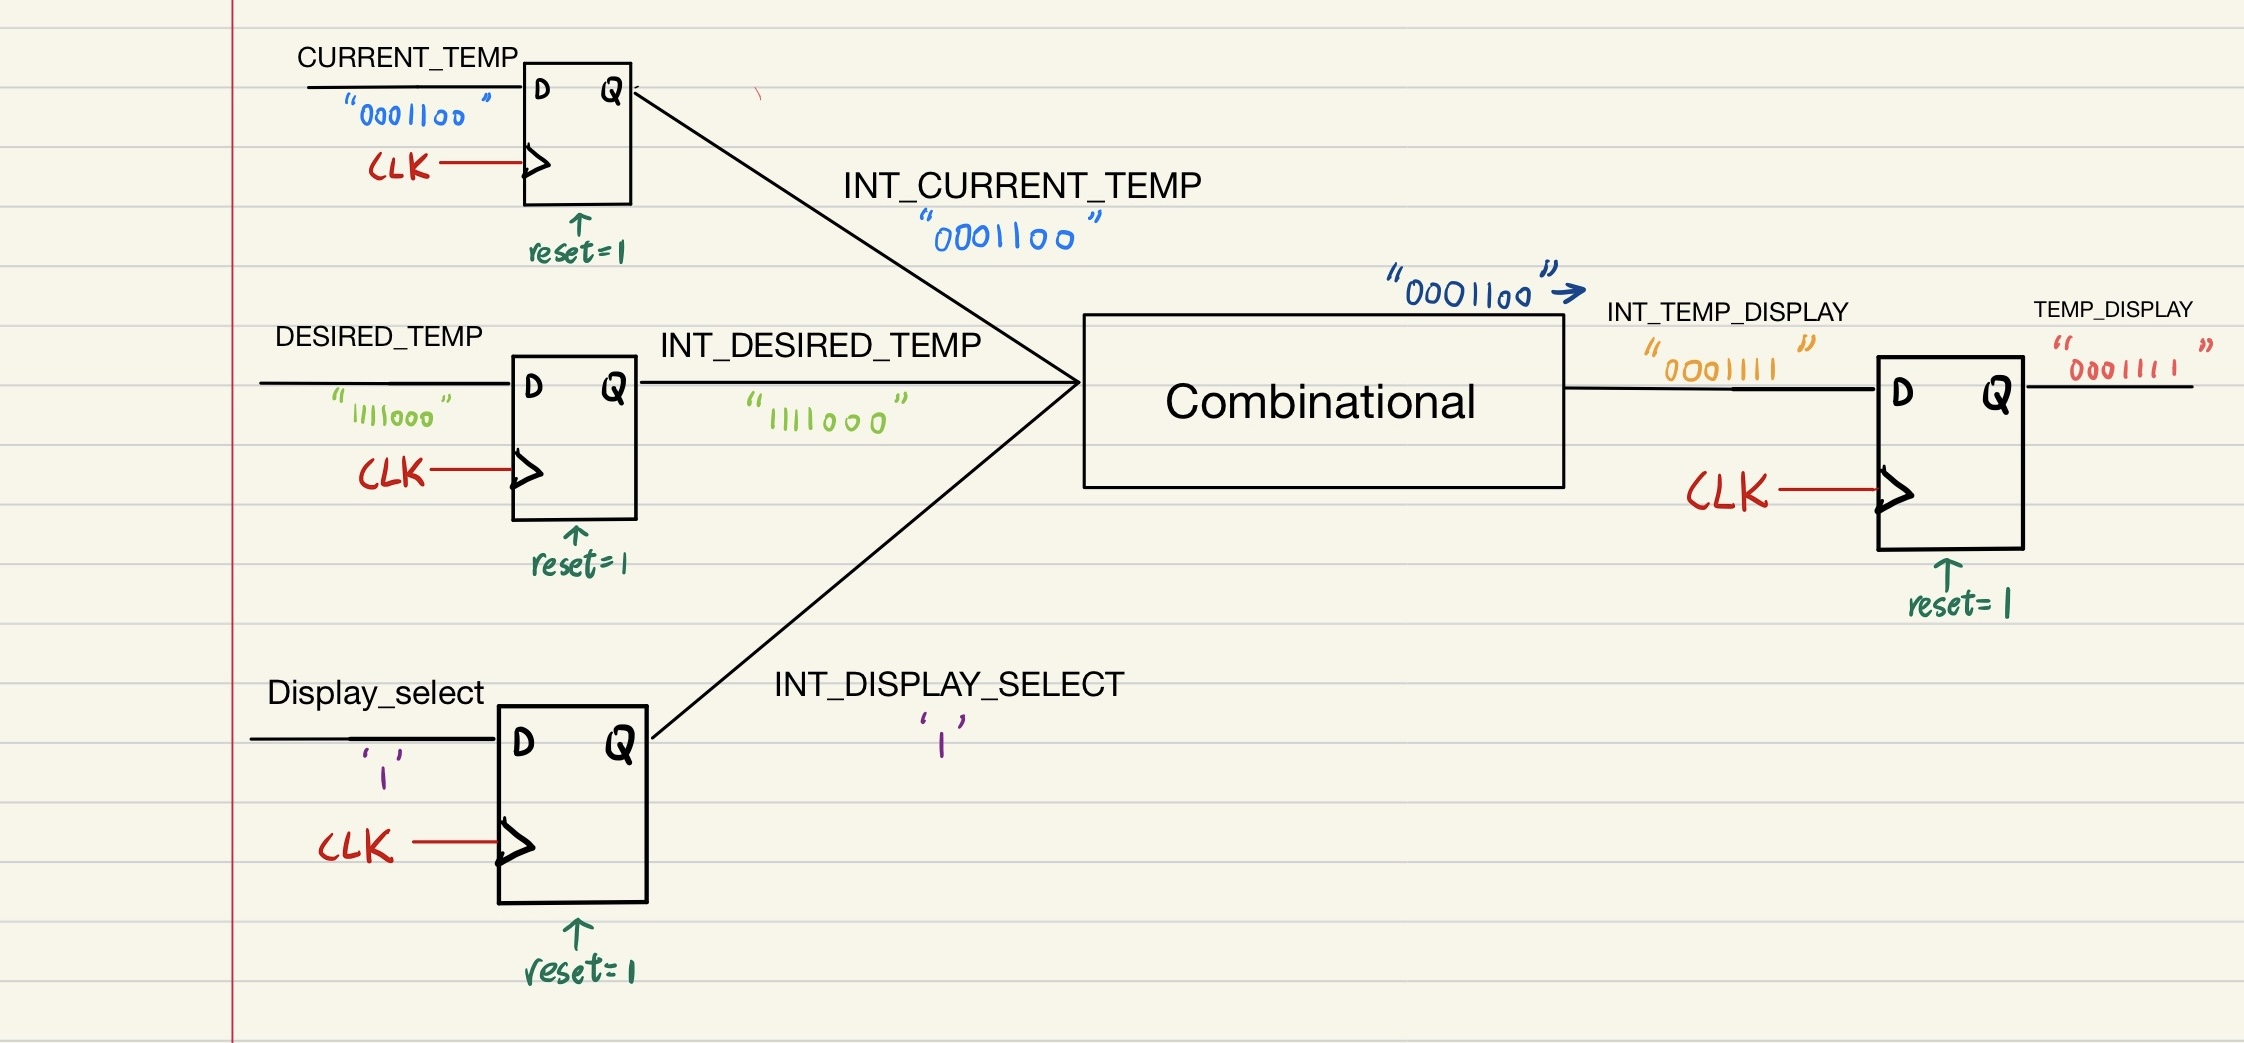 CURRENT_TEMP
"0001100"
D Q
CLK
reset=1
INT_CURRENT_TEMP
"0001100"
DESIRED_TEMP
"1111000"
D Q
CLK
reset=1
INT_DESIRED_TEMP
"1111000"
Display_select
'1'
D Q
CLK
reset=1
INT_DISPLAY_SELECT
'1'
Combinational
"0001100" →
INT_TEMP_DISPLAY
"0001111"
D Q
CLK
reset=1
TEMP_DISPLAY
"0001111"